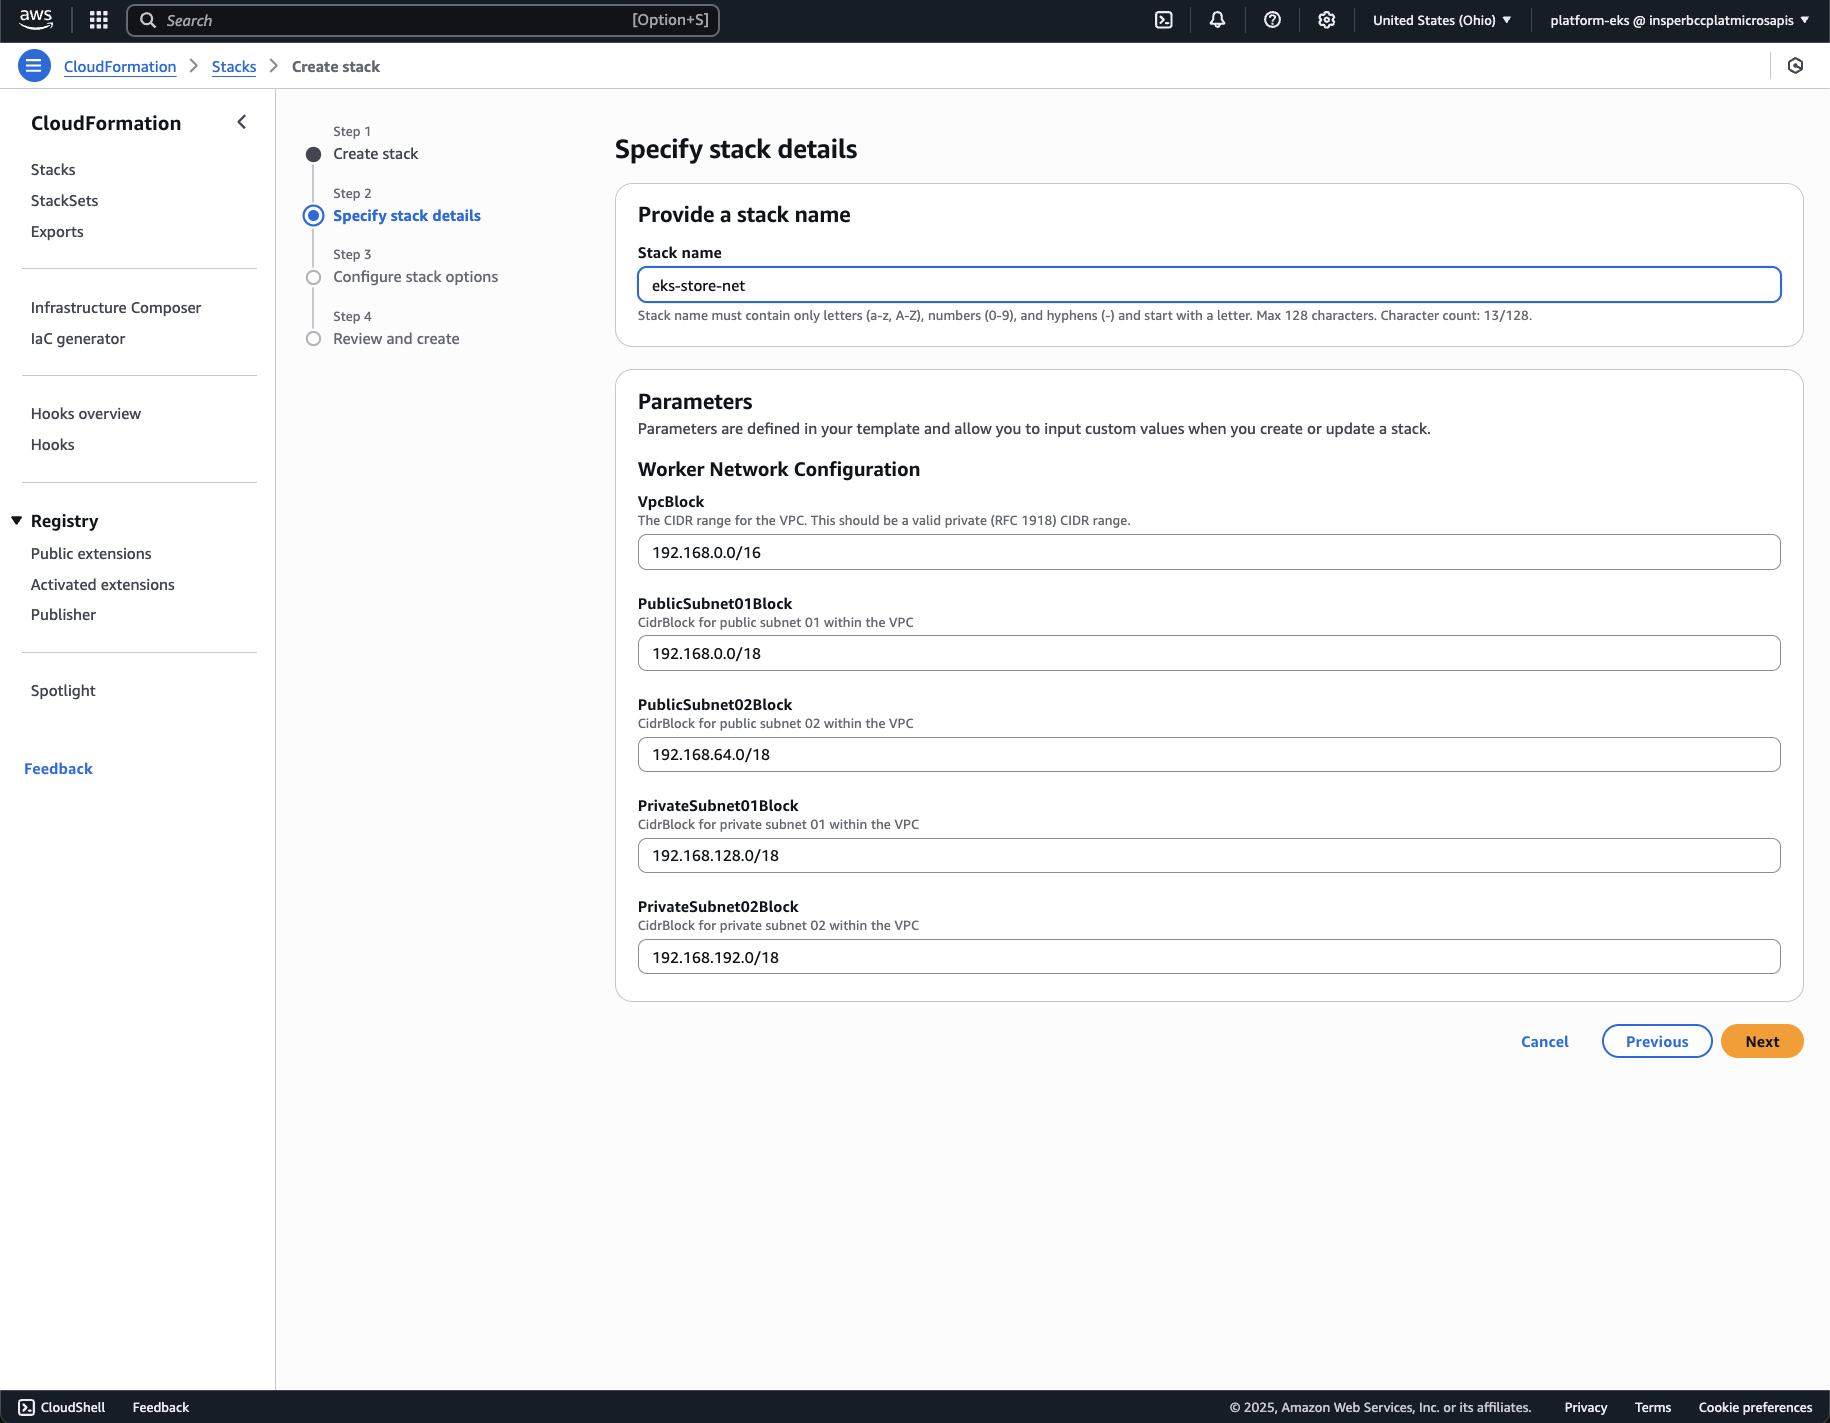 aws
Search
[Option+S]
United States (Ohio)
platform-eks @ insperbccplatmicrosapis
CloudFormation
Stacks
Create stack
CloudFormation
Stacks
StackSets
Exports
Infrastructure Composer
IaC generator
Hooks overview
Hooks
Registry
Public extensions
Activated extensions
Publisher
Spotlight
Feedback
Step 1
Create stack
Step 2
Specify stack details
Step 3
Configure stack options
Step 4
Review and create
Specify stack details
Provide a stack name
Stack name
eks-store-net
Stack name must contain only letters (a-z, A-Z), numbers (0-9), and hyphens (-) and start with a letter. Max 128 characters. Character count: 13/128.
Parameters
Parameters are defined in your template and allow you to input custom values when you create or update a stack.
Worker Network Configuration
VpcBlock
The CIDR range for the VPC. This should be a valid private (RFC 1918) CIDR range.
192.168.0.0/16
PublicSubnet01Block
CidrBlock for public subnet 01 within the VPC
192.168.0.0/18
PublicSubnet02Block
CidrBlock for public subnet 02 within the VPC
192.168.64.0/18
PrivateSubnet01Block
CidrBlock for private subnet 01 within the VPC
192.168.128.0/18
PrivateSubnet02Block
CidrBlock for private subnet 02 within the VPC
192.168.192.0/18
Cancel
Previous
Next
CloudShell
Feedback
© 2025, Amazon Web Services, Inc. or its affiliates.
Privacy
Terms
Cookie preferences